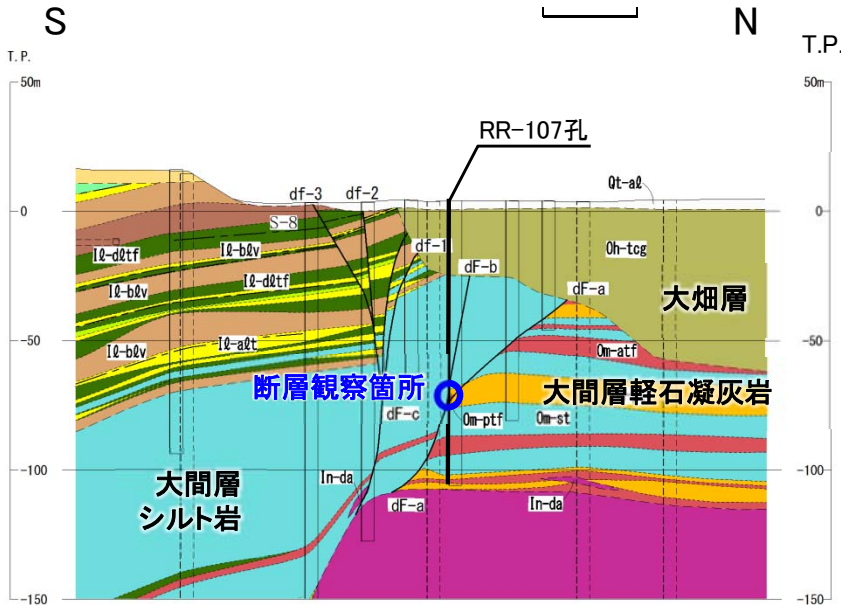 S
N
T.P.
T.P.
50m
50m
RR-107孔
Qt-aℓ
df-3
df-2
0
0
S-8
df-1
Oh-tcg
Iℓ-dℓtf
Iℓ-bℓv
dF-b
Iℓ-dℓtf
Iℓ-bℓv
dF-a
大畑層
-50
-50
Iℓ-bℓv
Iℓ-aℓt
Om-atf
断層観察箇所
大間層軽石凝灰岩
dF-c
Om-ptf
Om-st
-100
-100
In-da
大間層
シルト岩
dF-a
In-da
-150
-150